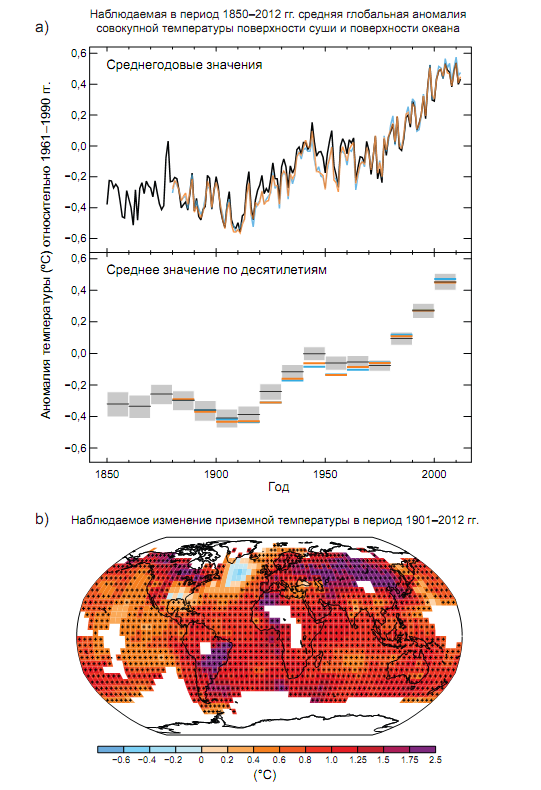 Наблюдаемая в период 1850–2012 гг. средняя глобальная аномалия
совокупной температуры поверхности суши и поверхности океана
a)
Среднегодовые значения
0,6
0,4
0,2
0,0
−0,2
−0,4
−0,6
Аномалия температуры (°C) относительно 1961–1990 гг.
Среднее значение по десятилетиям
0,6
0,4
0,2
0,0
−0,2
−0,4
−0,6
1850 1900 1950 2000
Год
b)
Наблюдаемое изменение приземной температуры в период 1901–2012 гг.
−0.6 −0.4 −0.2 0 0.2 0.4 0.6 0.8 1.0 1.25 1.5 1.75 2.5
(°C)